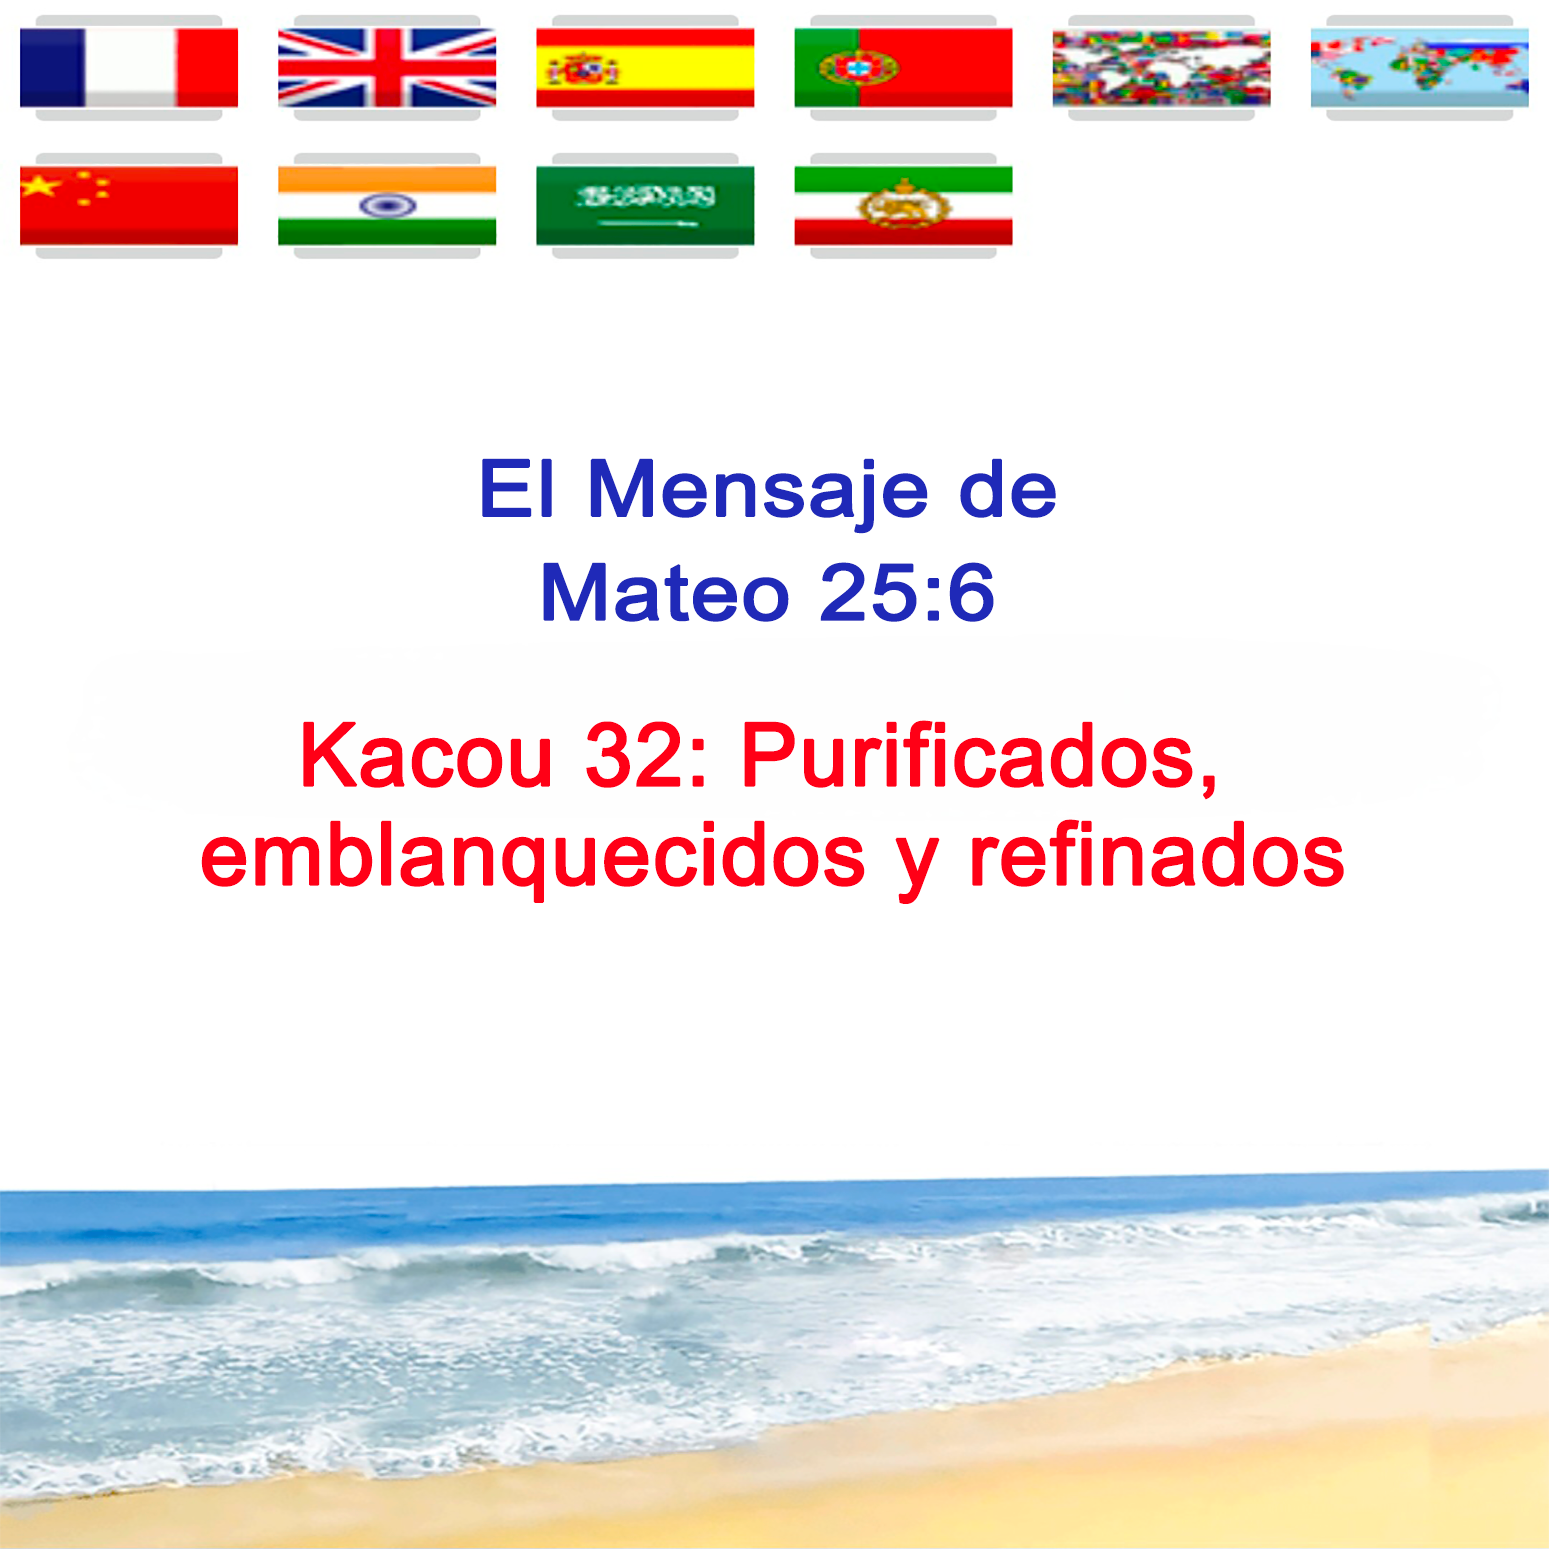 El Mensaje de
Mateo 25:6
Kacou 32: Purificados,
emblanquecidos y refinados